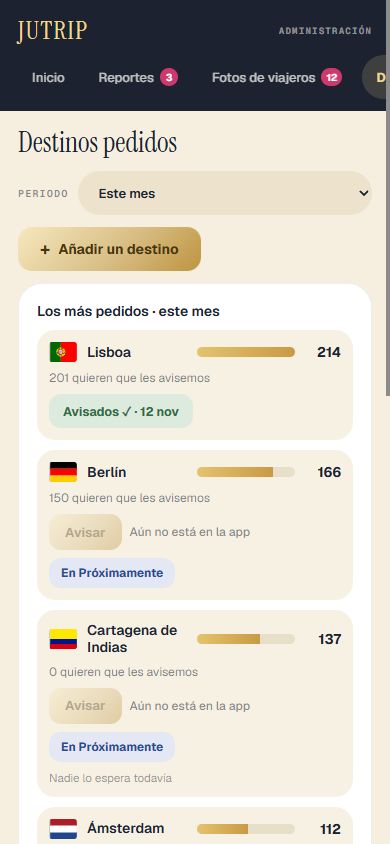 JUTRIP
ADMINISTRACIÓN
Inicio Reportes 3 Fotos de viajeros 12 D
Destinos pedidos
PERIODO Este mes
+ Añadir un destino
Los más pedidos · este mes
Lisboa 214
201 quieren que les avisemos
Avisados ✓ · 12 nov
Berlín 166
150 quieren que les avisemos
Avisar Aún no está en la app
En Próximamente
Cartagena de
Indias 137
0 quieren que les avisemos
Avisar Aún no está en la app
En Próximamente
Nadie lo espera todavía
Ámsterdam 112